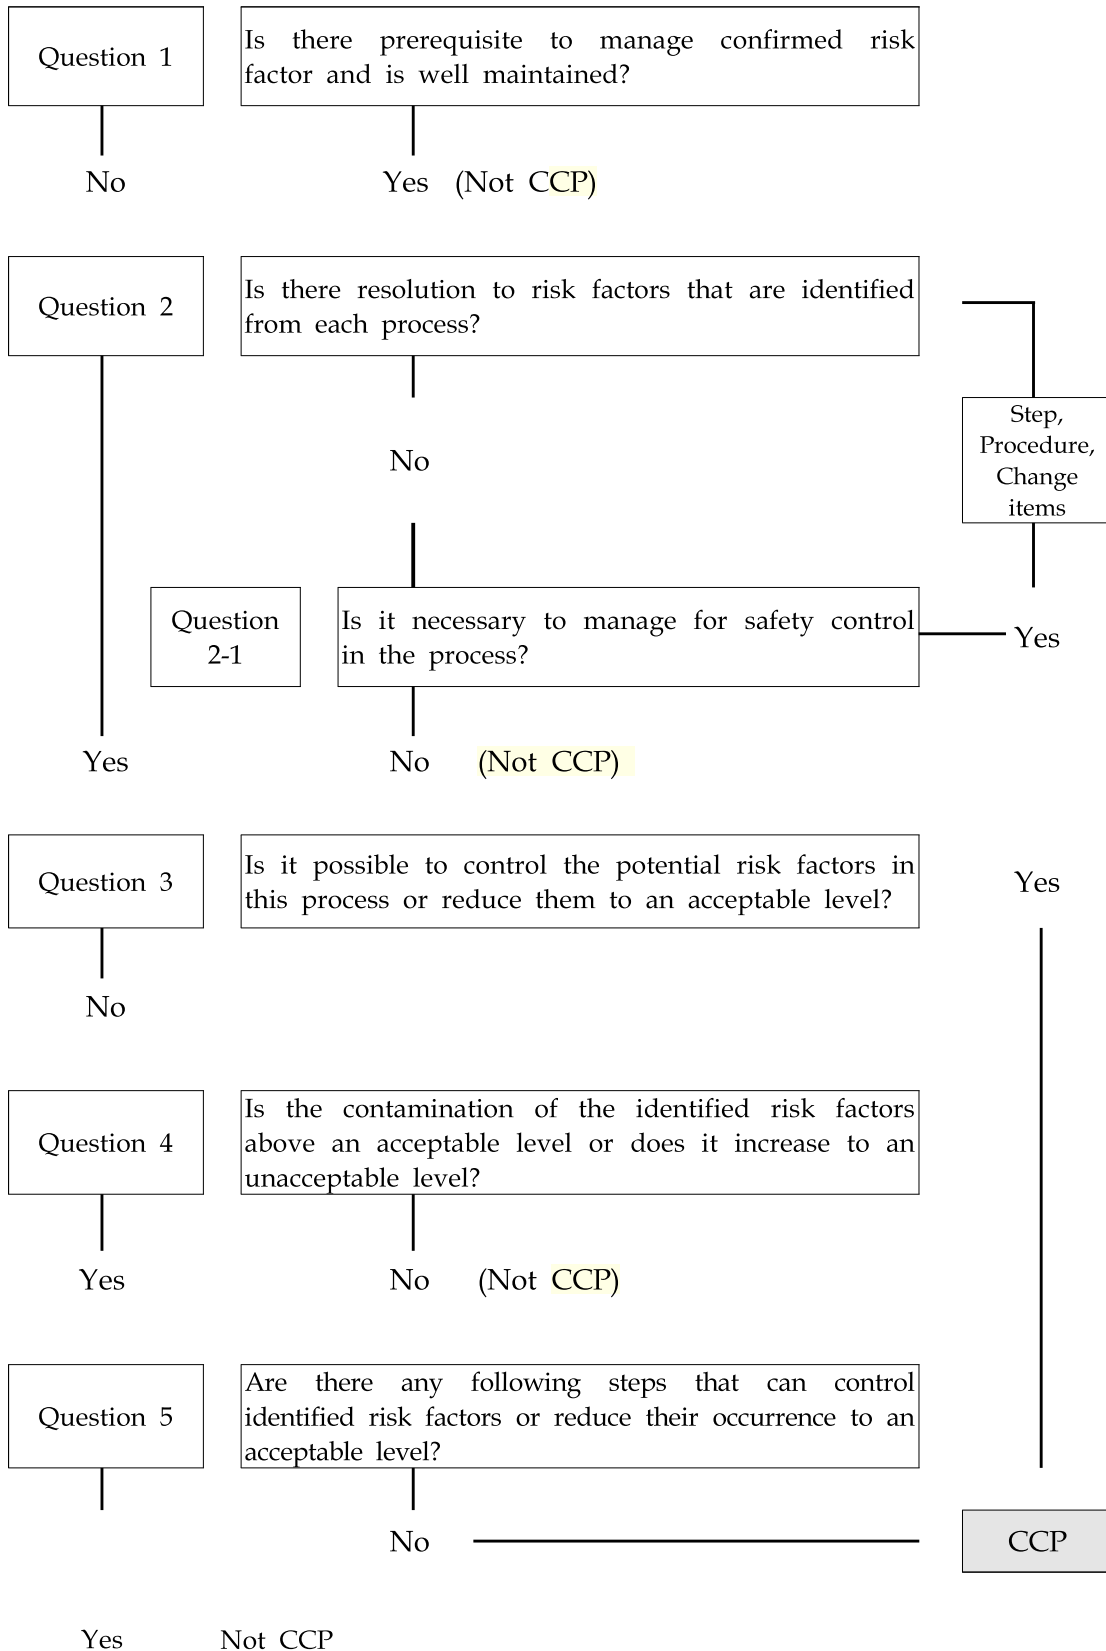 Question 1
Is there prerequisite to manage confirmed risk
factor and is well maintained?
No
Yes (Not CCP)
Question 2
Is there resolution to risk factors that are identified
from each process?
Step,
Procedure,
Change
items
No
Question
2-1
Is it necessary to manage for safety control
in the process?
Yes
Yes
No (Not CCP)
Question 3
Is it possible to control the potential risk factors in
this process or reduce them to an acceptable level?
Yes
No
Question 4
Is the contamination of the identified risk factors
above an acceptable level or does it increase to an
unacceptable level?
Yes
No (Not CCP)
Question 5
Are there any following steps that can control
identified risk factors or reduce their occurrence to an
acceptable level?
No
CCP
Yes
Not CCP